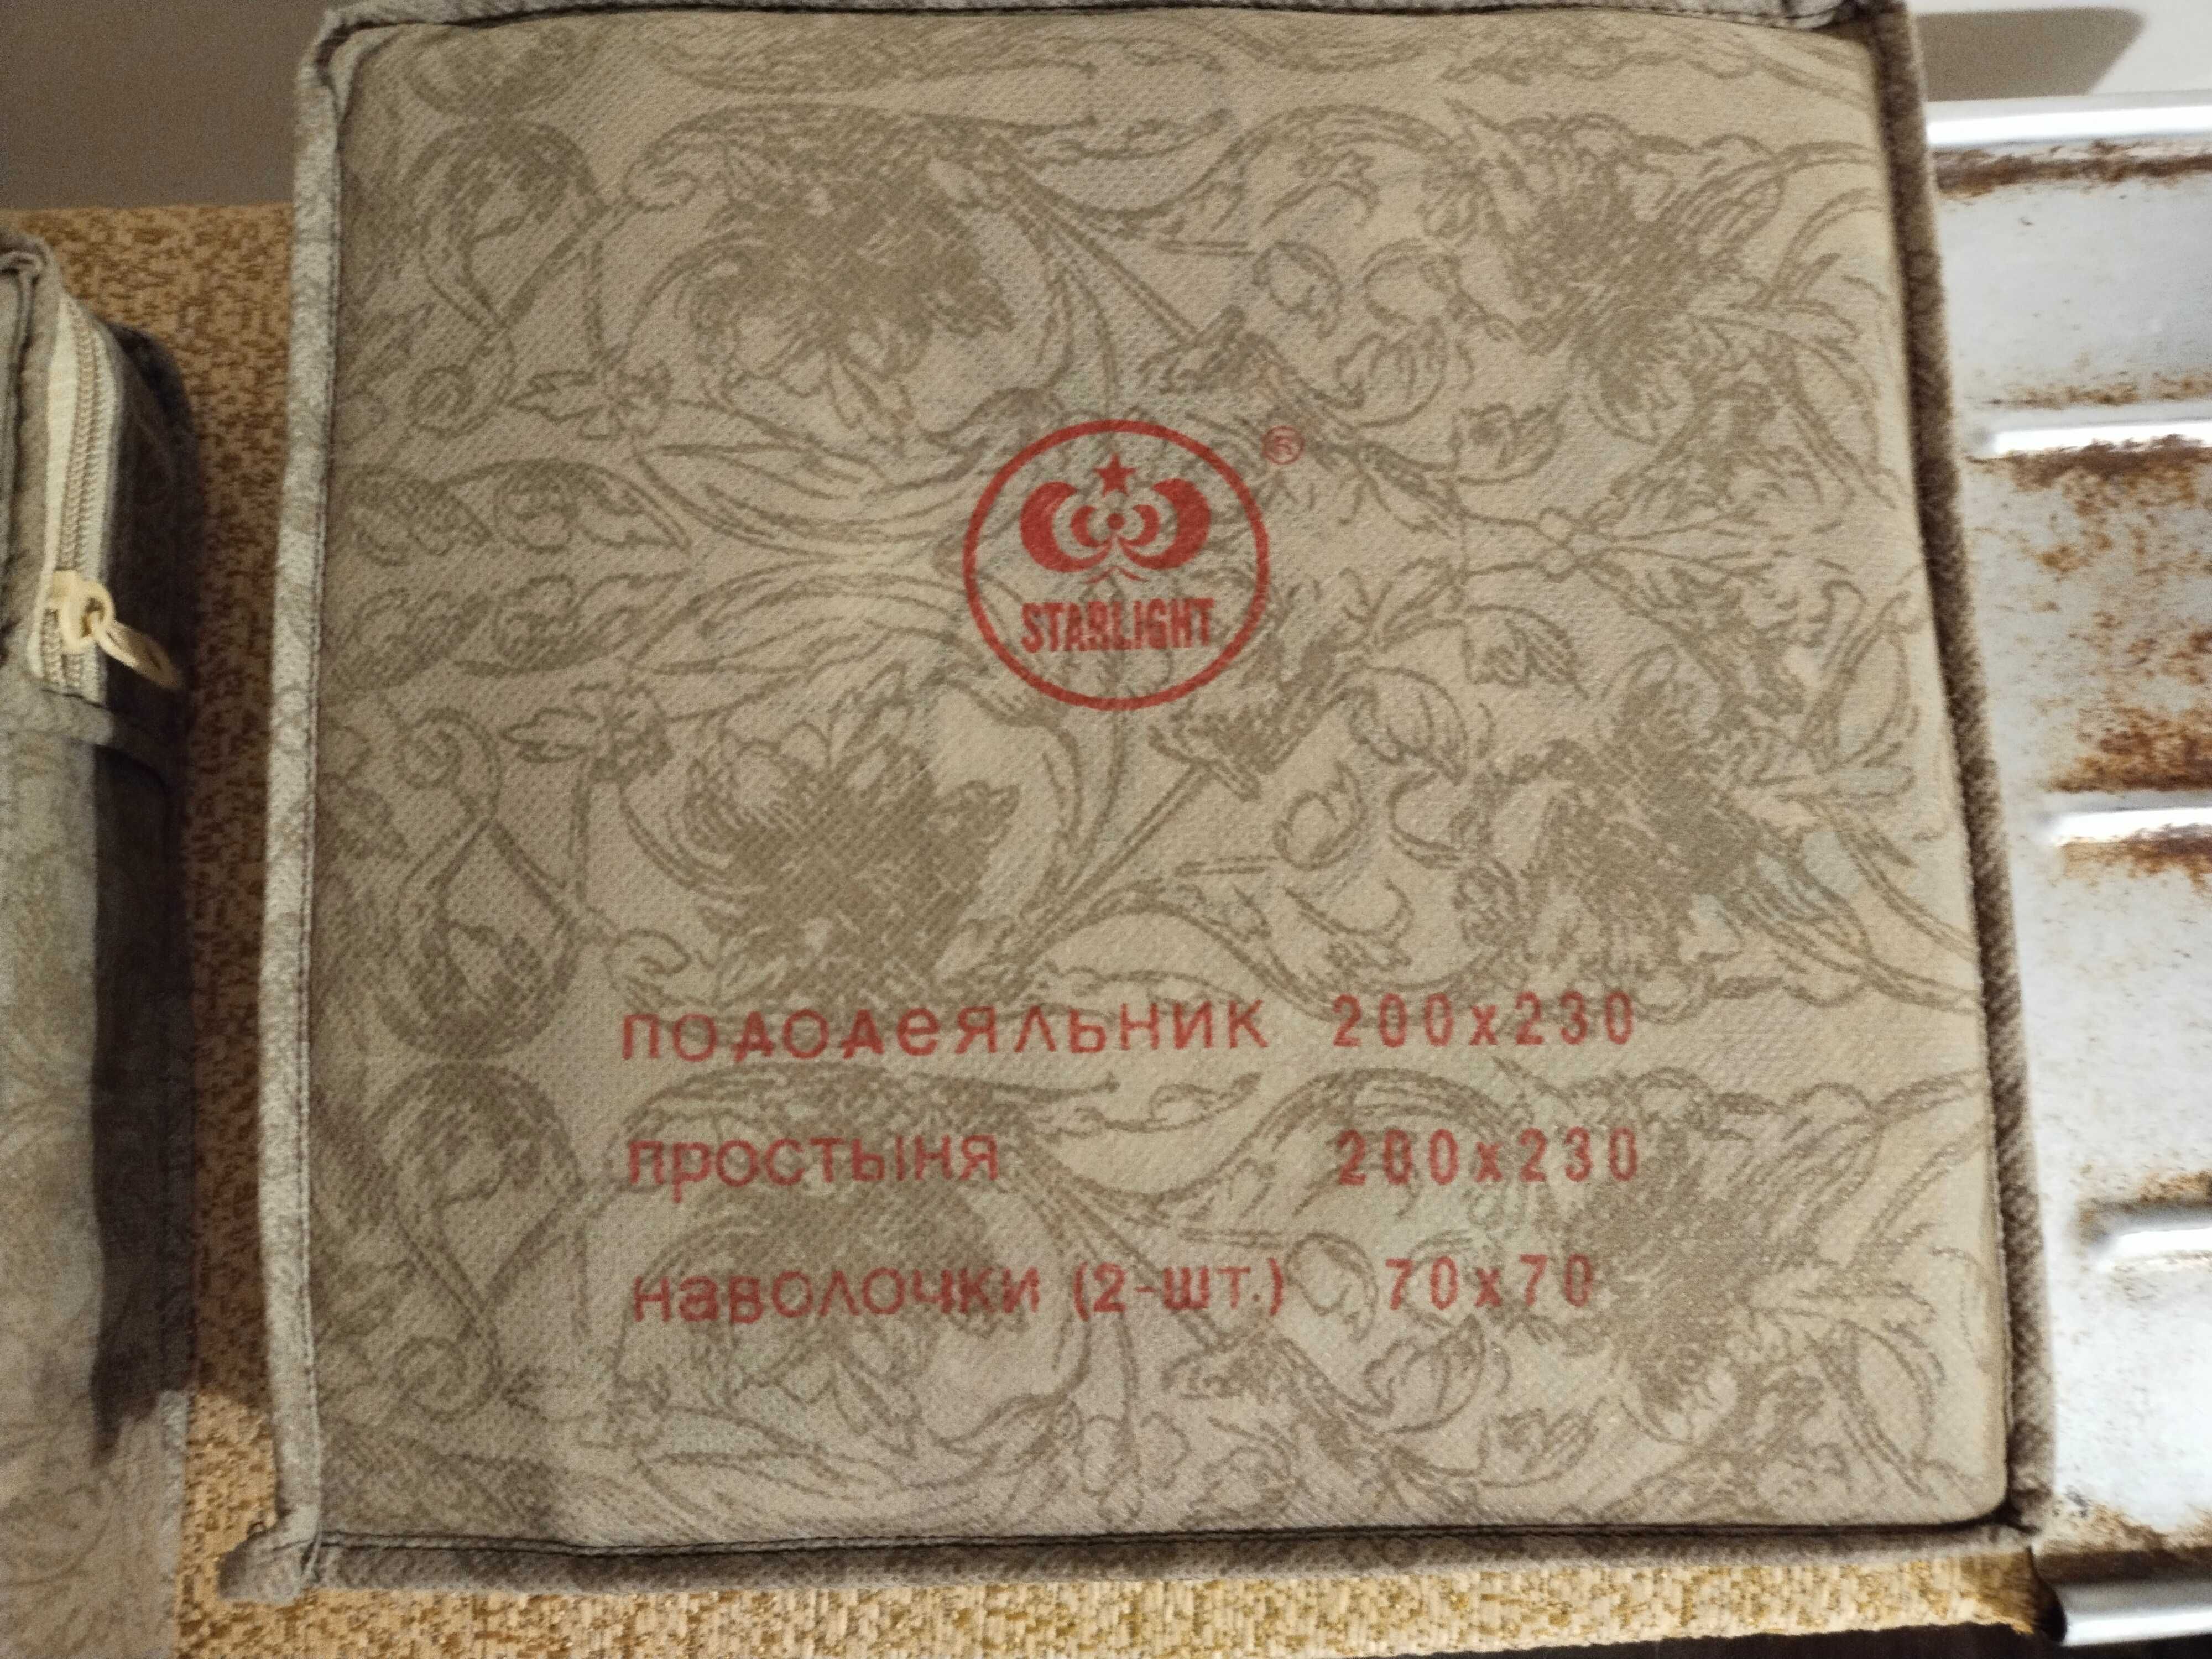 ®
STARLIGHT
пододеяльник 200x230
простыня 200x230
наволочки (2-шт.) 70x70